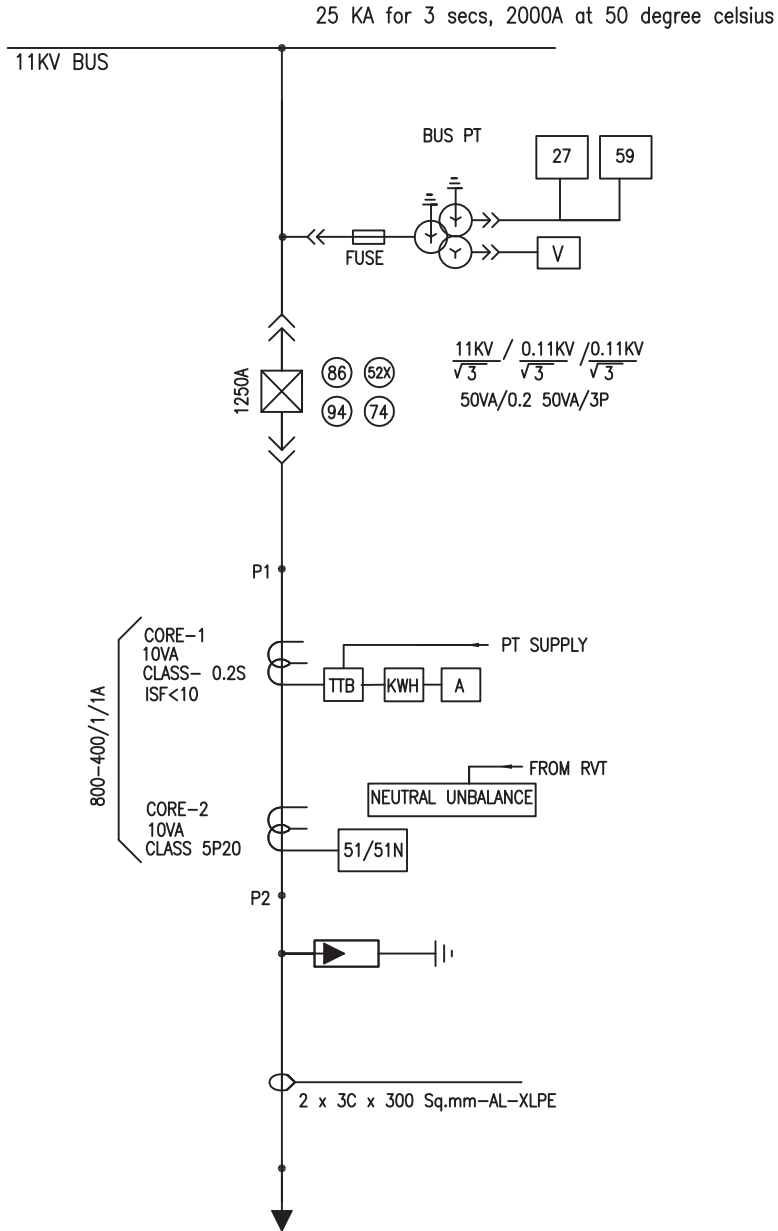 25 KA for 3 secs, 2000A at 50 degree celsius
11KV BUS
BUS PT
27
59
FUSE
V
1250A
86
52X
94
74
11KV / 0.11KV /0.11KV
√3 √3 √3
50VA/0.2 50VA/3P
P1
CORE-1
10VA
CLASS- 0.2S
ISF<10
PT SUPPLY
TTB
KWH
A
800-400/1/1A
FROM RVT
NEUTRAL UNBALANCE
CORE-2
10VA
CLASS 5P20
51/51N
P2
2 x 3C x 300 Sq.mm-AL-XLPE